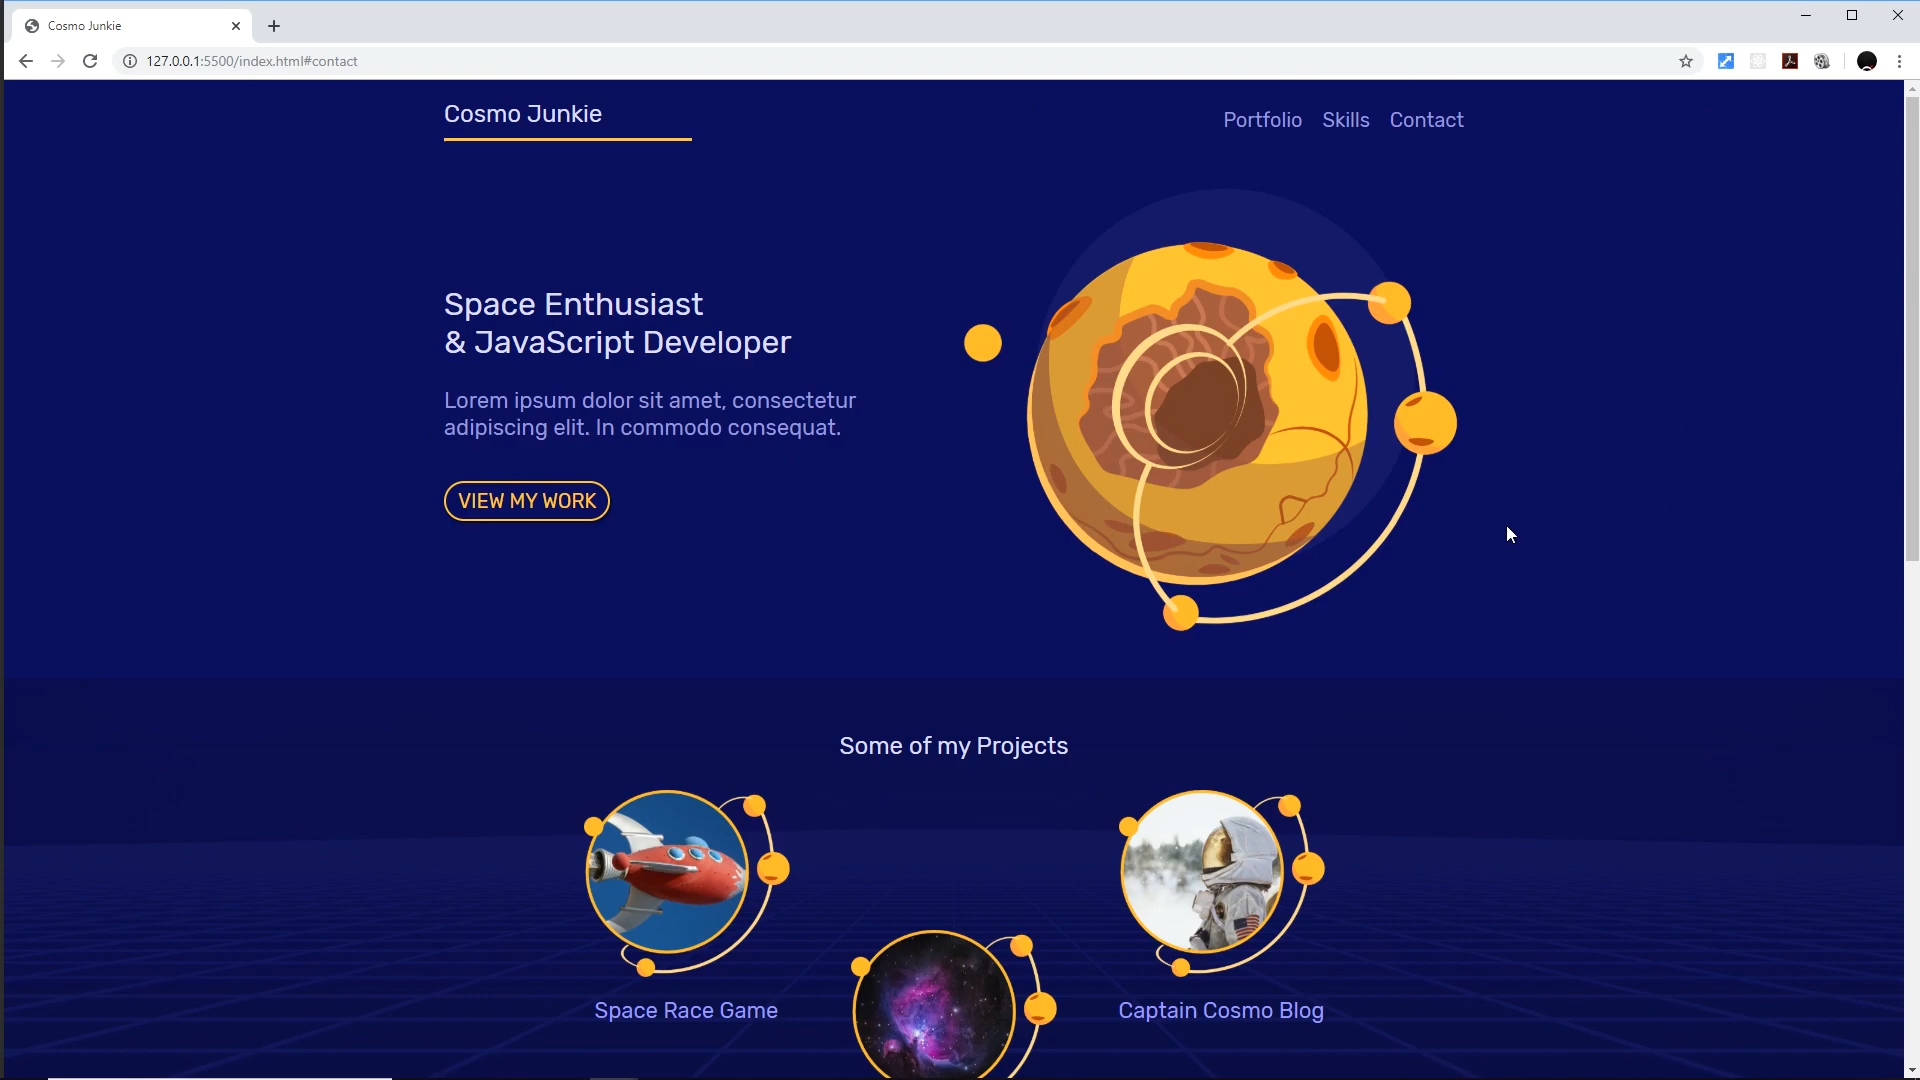 Cosmo Junkie
127.0.0.1:5500/index.html#contact
Cosmo Junkie
Portfolio Skills Contact
Space Enthusiast
& JavaScript Developer
Lorem ipsum dolor sit amet, consectetur
adipiscing elit. In commodo consequat.
VIEW MY WORK
Some of my Projects
Space Race Game
Captain Cosmo Blog